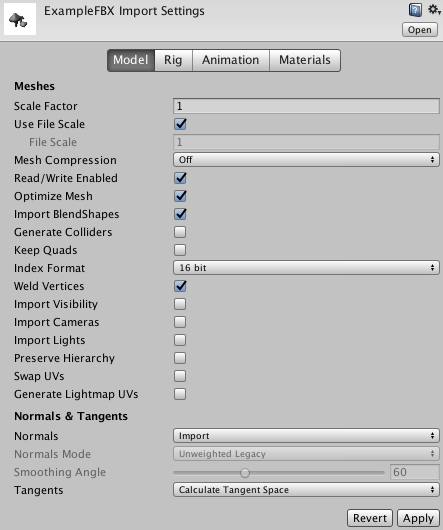 ExampleFBX Import Settings
Open
Model Rig Animation Materials
Meshes
Scale Factor 1
Use File Scale
File Scale 1
Mesh Compression Off
Read/Write Enabled
Optimize Mesh
Import BlendShapes
Generate Colliders
Keep Quads
Index Format 16 bit
Weld Vertices
Import Visibility
Import Cameras
Import Lights
Preserve Hierarchy
Swap UVs
Generate Lightmap UVs
Normals & Tangents
Normals Import
Normals Mode Unweighted Legacy
Smoothing Angle 60
Tangents Calculate Tangent Space
Revert Apply